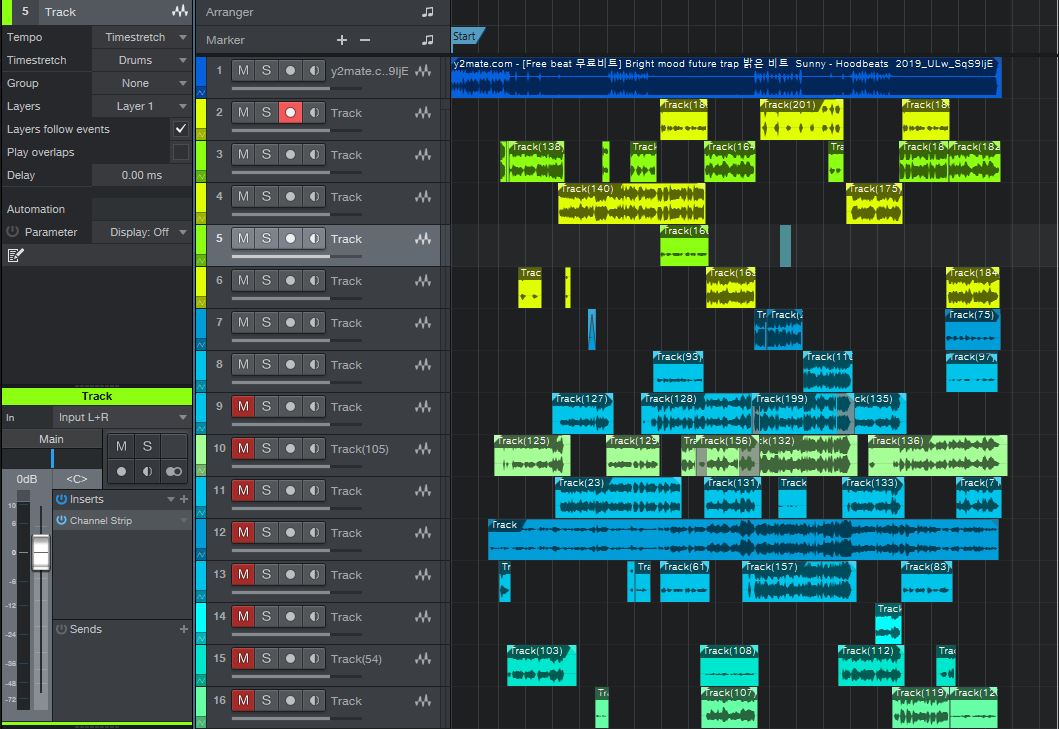 5 Track
Tempo Timestretch
Timestretch Drums
Group None
Layers Layer 1
Layers follow events
Play overlaps
Delay 0.00 ms
Automation
Parameter Display: Off
Track
In Input L+R
Main
M S
0dB <C>
Inserts
Channel Strip
Sends
10
6
0
-6
-12
-24
-36
-48
-72
Arranger
Marker
Start
1 M S y2mate.c...9IjE
y2mate.com - [Free beat 무료비트] Bright mood future trap 밝은 비트 Sunny - Hoodbeats 2019_ULw_SqS9IjE
2 M S Track
Track(18 Track(201) Track(18
3 M S Track
Track(138) Track Track(164 Tra Track(18 Track(182
4 M S Track
Track(140) Track(175)
5 M S Track
Track(16
6 M S Track
Trac Track(165 Track(184
7 M S Track
Tr Track(2 Track(75)
8 M S Track
Track(93) Track(110 Track(97)
9 M S Track
Track(127) Track(128) Track(199) ck(135)
10 M S Track(105)
Track(125) Track(129 Tra Track(156) :k(132) Track(136)
11 M S Track
Track(23) Track(131) Track Track(133) Track(7
12 M S Track
Track
13 M S Track
Tr Tra Track(61) Track(157) Track(83)
14 M S Track
Track
15 M S Track(54)
Track(103) Track(108) Track(112) Trac
16 M S Track
Tr Track(107 Track(119 Track(12